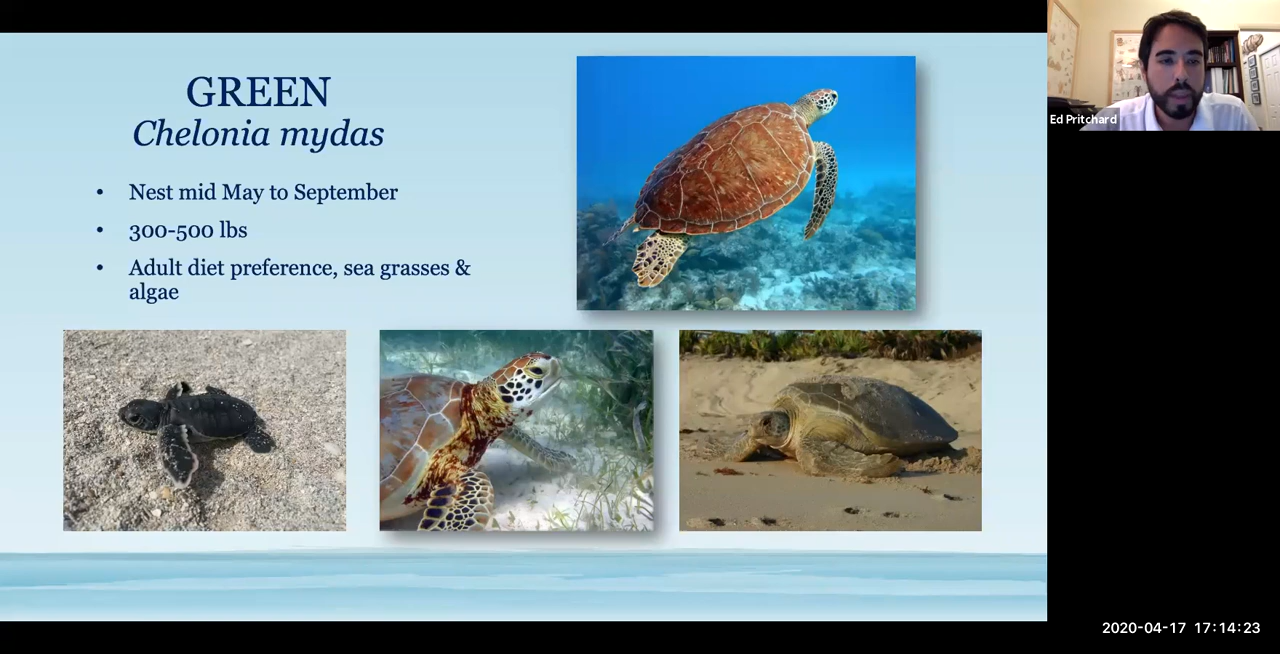 GREEN
Chelonia mydas
• Nest mid May to September
• 300-500 lbs
• Adult diet preference, sea grasses &
algae
Ed Pritchard
2020-04-17 17:14:23